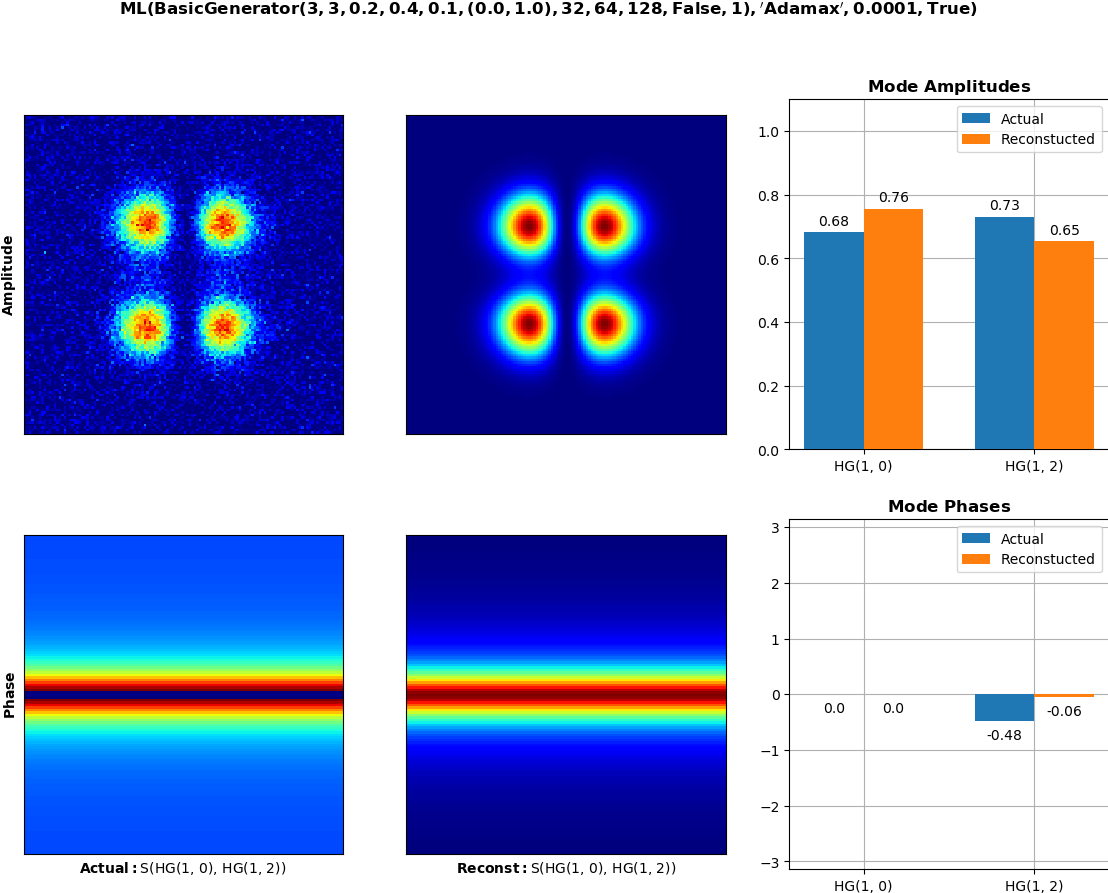 ML(BasicGenerator(3, 3, 0.2, 0.4, 0.1, (0.0, 1.0), 32, 64, 128, False, 1), ′Adamax′, 0.0001, True)
Amplitude
Mode Amplitudes
Actual
Reconstucted
1.0
0.8
0.6
0.4
0.2
0.0
0.68
0.76
0.73
0.65
HG(1, 0)
HG(1, 2)
Phase
Actual: S(HG(1, 0), HG(1, 2))
Reconst: S(HG(1, 0), HG(1, 2))
Mode Phases
Actual
Reconstucted
3
2
1
0
−1
−2
−3
0.0
0.0
-0.48
-0.06
HG(1, 0)
HG(1, 2)